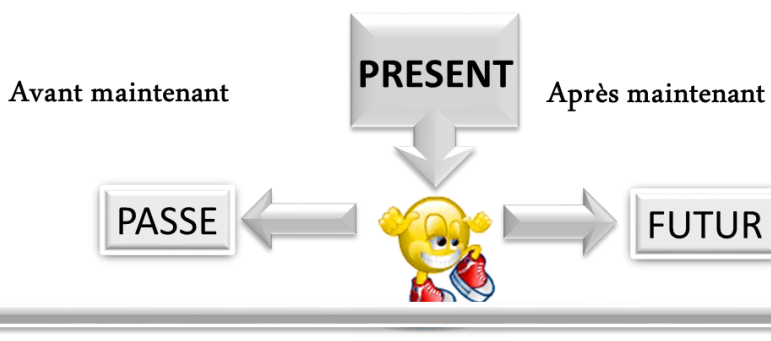 PRESENT
Avant maintenant
Après maintenant
PASSE
FUTUR